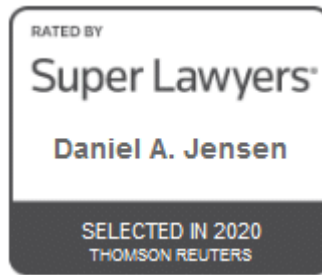 RATED BY
Super Lawyers®
Daniel A. Jensen
SELECTED IN 2020
THOMSON REUTERS